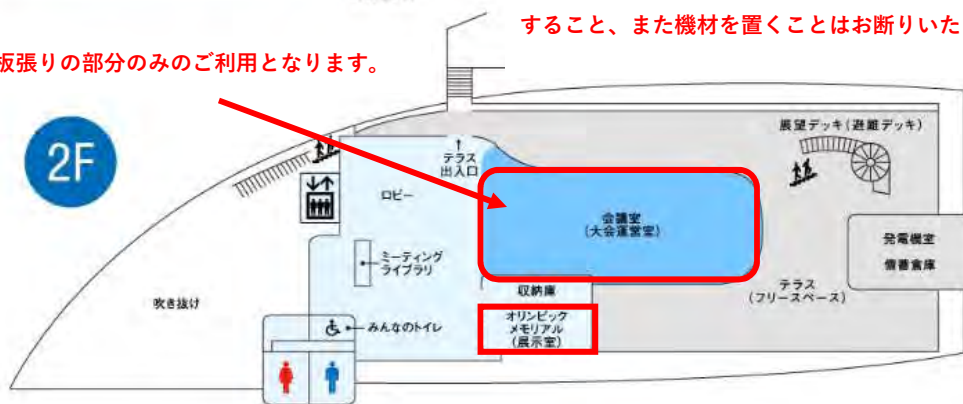 すること、また機材を置くことはお断りいた
板張りの部分のみのご利用となります。
2F
展望デッキ(避難デッキ)
↑
テラス
出入口
ロビー
会議室
(大会運営室)
発電機室
備蓄倉庫
ミーティング
ライブラリ
収納庫
テラス
(フリースペース)
吹き抜け
オリンピック
メモリアル
(展示室)
みんなのトイレ